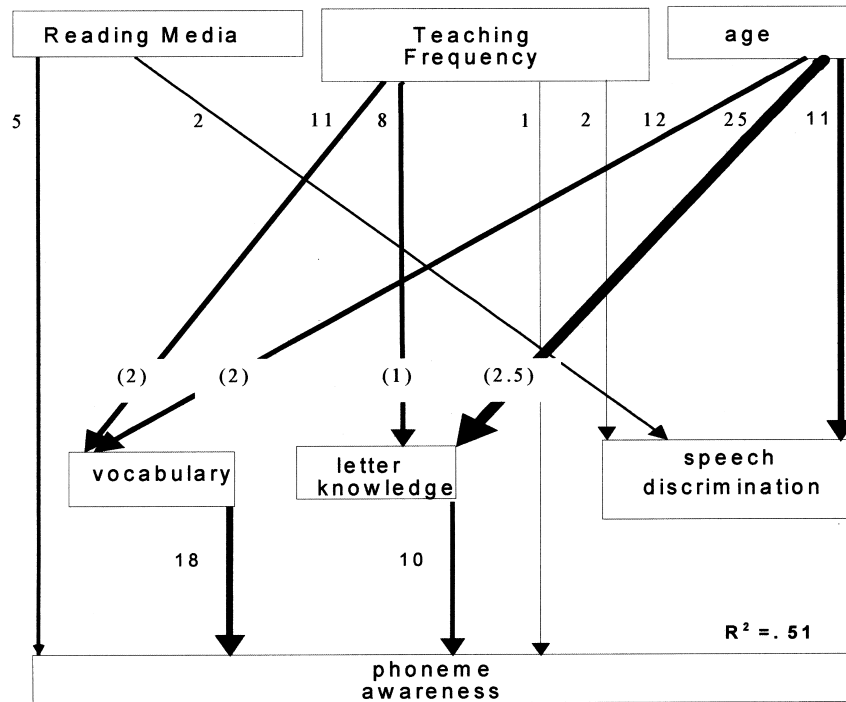 Reading Media
Teaching
Frequency
age
5
2
11
8
1
2
12
25
11
(2)
(2)
(1)
(2.5)
vocabulary
letter
knowledge
speech
discrimination
18
10
R² =. 51
phoneme
awareness